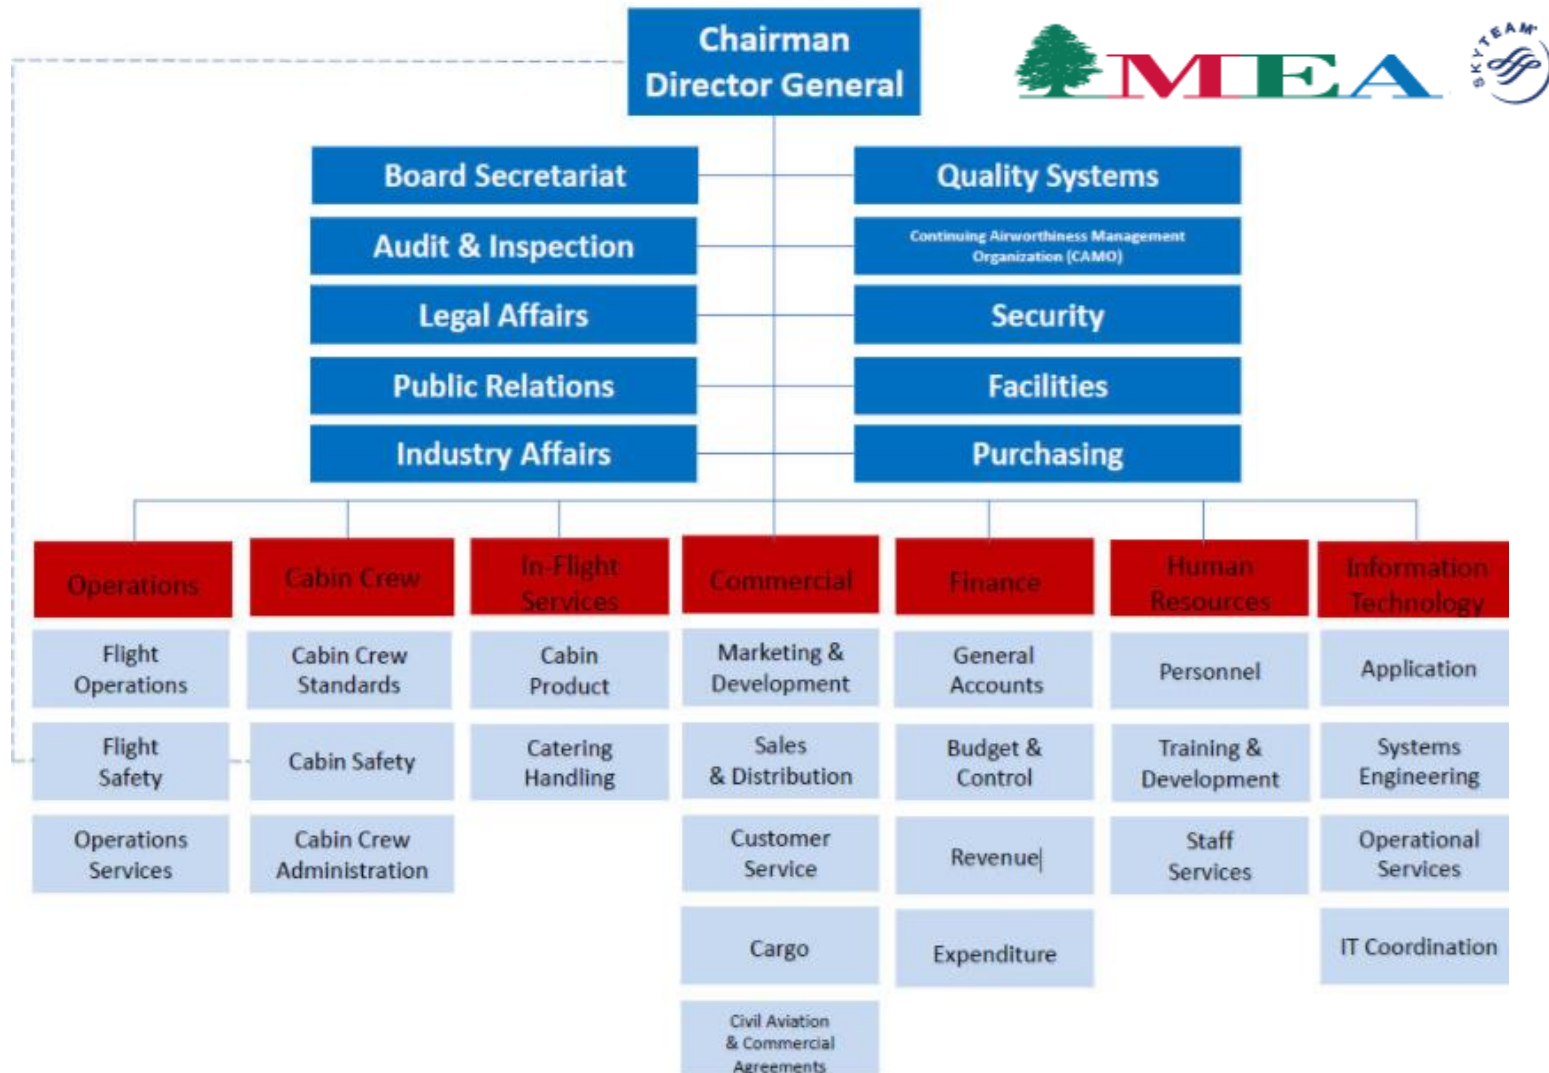 Chairman
Director General
MEA
SKYTEAM
Board Secretariat
Quality Systems
Audit & Inspection
Continuing Airworthiness Management
Organization (CAMO)
Legal Affairs
Security
Public Relations
Facilities
Industry Affairs
Purchasing
Operations
Cabin Crew
In-Flight
Services
Commercial
Finance
Human
Resources
Information
Technology
Flight
Operations
Cabin Crew
Standards
Cabin
Product
Marketing &
Development
General
Accounts
Personnel
Application
Flight
Safety
Cabin Safety
Catering
Handling
Sales
& Distribution
Budget &
Control
Training &
Development
Systems
Engineering
Operations
Services
Cabin Crew
Administration
Customer
Service
Revenue
Staff
Services
Operational
Services
Cargo
Expenditure
IT Coordination
Civil Aviation
& Commercial
Agreements